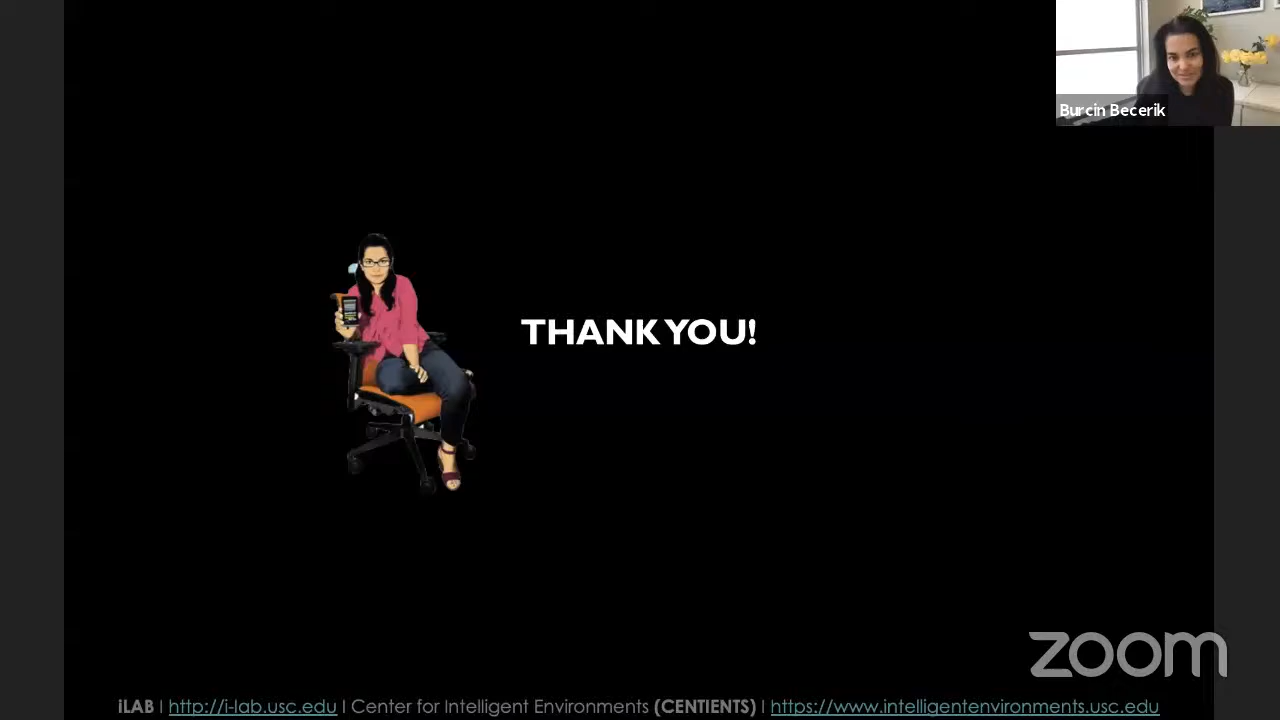 Burcin Becerik
THANK YOU!
zoom
iLAB | http://i-lab.usc.edu | Center for Intelligent Environments (CENTIENTS) | https://www.intelligentenvironments.usc.edu